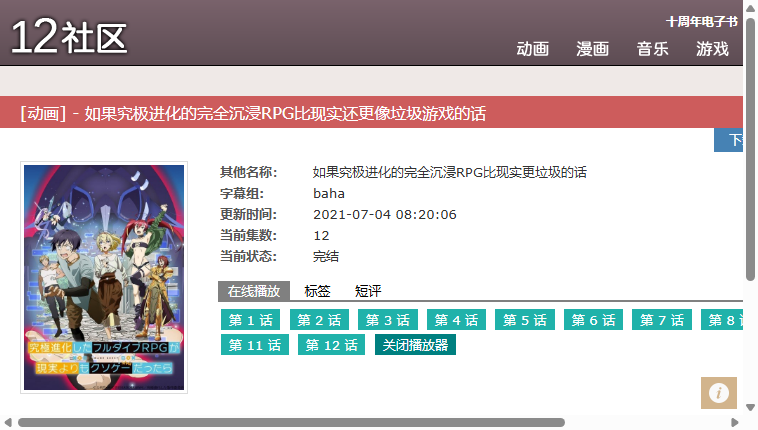 12社区
十周年电子书
动画 漫画 音乐 游戏
[动画] - 如果究极进化的完全沉浸RPG比现实还更像垃圾游戏的话
其他名称： 如果究极进化的完全沉浸RPG比现实更垃圾的话
字幕组： baha
更新时间： 2021-07-04 08:20:06
当前集数： 12
当前状态： 完结
在线播放 标签 短评
第 1 话 第 2 话 第 3 话 第 4 话 第 5 话 第 6 话 第 7 话 第 8
第 11 话 第 12 话 关闭播放器
究極進化したフルダイブRPGが
現実よりもクソゲーだったら